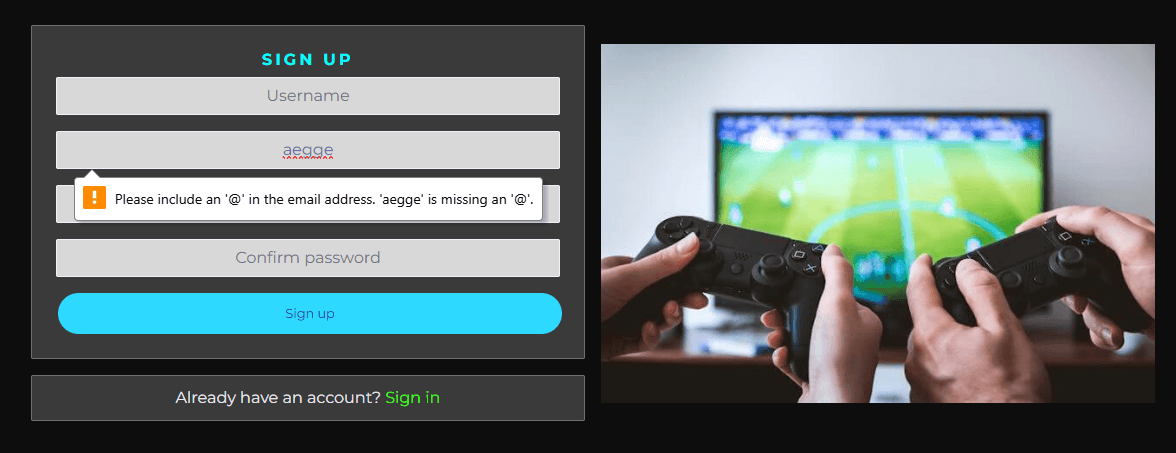 SIGN UP
Username
aegge
Please include an '@' in the email address. 'aegge' is missing an '@'.
Confirm password
Sign up
Already have an account? Sign in